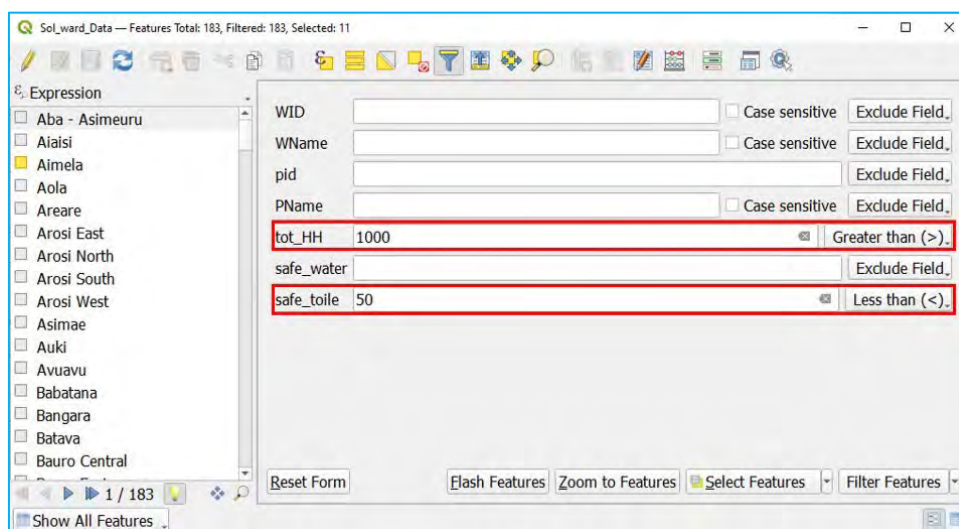 Sol_ward_Data — Features Total: 183, Filtered: 183, Selected: 11
Expression
Aba - Asimeuru
Aiaisi
Aimela
Aola
Areare
Arosi East
Arosi North
Arosi South
Arosi West
Asimae
Auki
Avuavu
Babatana
Bangara
Batava
Bauro Central
1 / 183
Show All Features
WID Case sensitive Exclude Field
WName Case sensitive Exclude Field
pid Exclude Field
PName Case sensitive Exclude Field
tot_HH 1000 Greater than (>)
safe_water Exclude Field
safe_toile 50 Less than (<)
Reset Form Flash Features Zoom to Features Select Features Filter Features